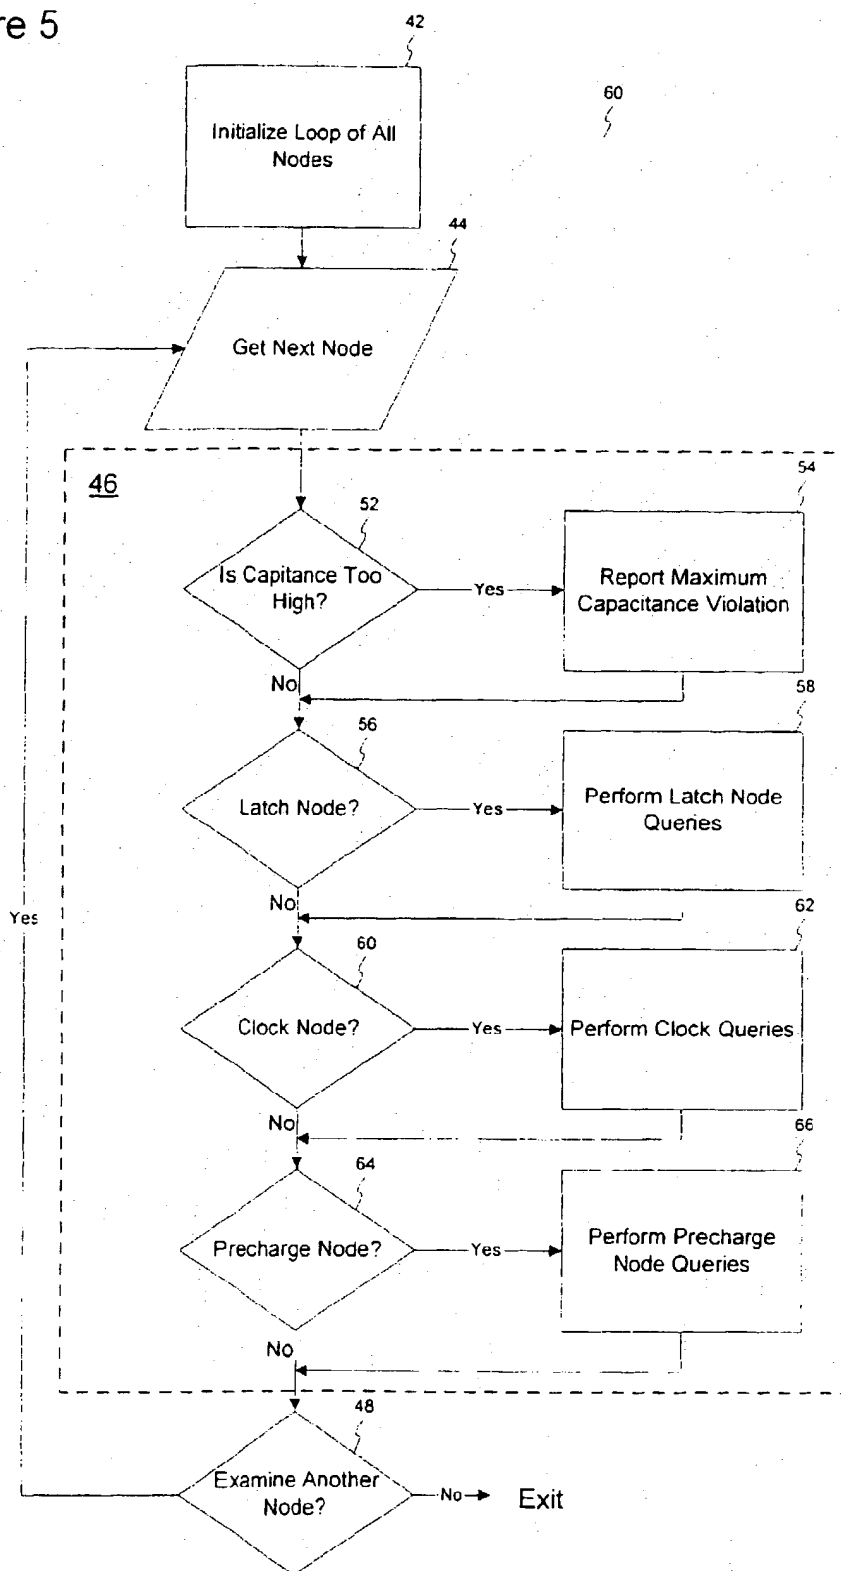 re 5
42
60
Initialize Loop of All
Nodes
44
Get Next Node
46
54
52
Is Capitance Too
High?
Yes
Report Maximum
Capacitance Violation
No
58
56
Latch Node?
Yes
Perform Latch Node
Queries
No
62
Yes
60
Clock Node?
Yes
Perform Clock Queries
No
66
64
Precharge Node?
Yes
Perform Precharge
Node Queries
No
48
Examine Another
Node?
No
Exit